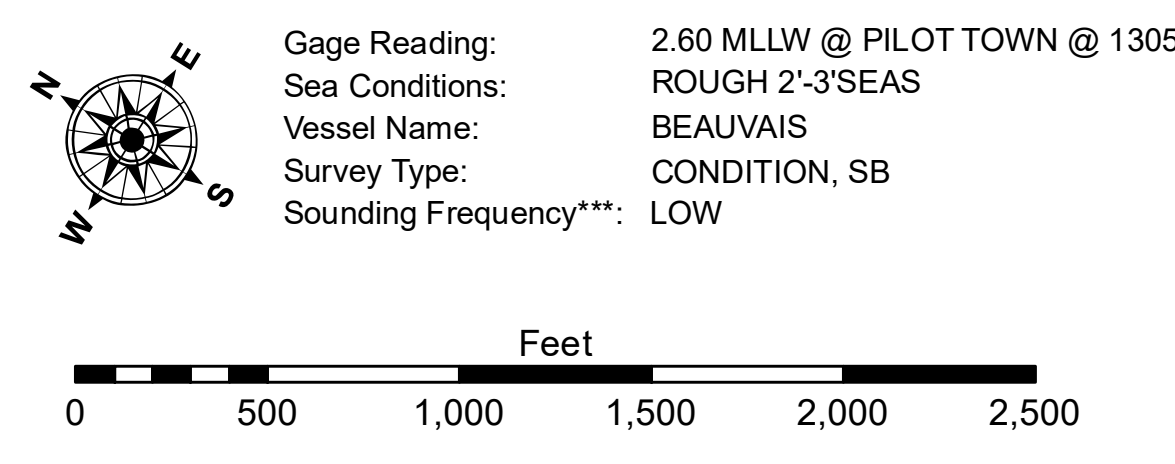 N
E
S
W
Gage Reading: 2.60 MLLW @ PILOT TOWN @ 1305
Sea Conditions: ROUGH 2'-3'SEAS
Vessel Name: BEAUVAIS
Survey Type: CONDITION, SB
Sounding Frequency***: LOW
Feet
0 500 1,000 1,500 2,000 2,500